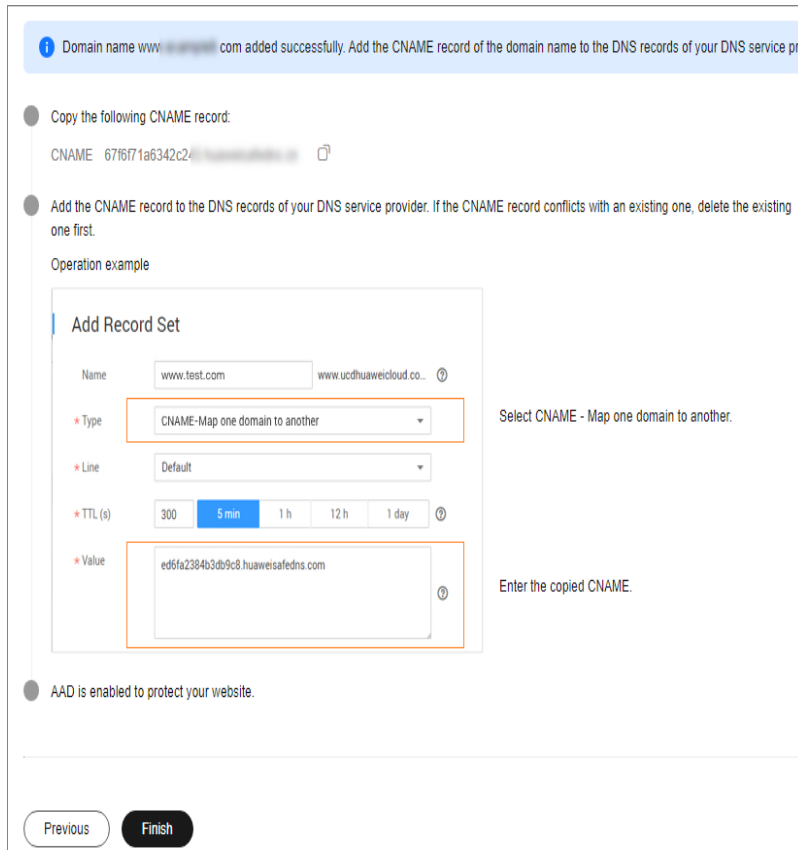 Domain name www com added successfully. Add the CNAME record of the domain name to the DNS records of your DNS service pr
Copy the following CNAME record:
CNAME 67f6f71a6342c24
Add the CNAME record to the DNS records of your DNS service provider. If the CNAME record conflicts with an existing one, delete the existing
one first.
Operation example
Add Record Set
Name www.test.com www.ucdhuaweicloud.co...
* Type CNAME-Map one domain to another
Select CNAME - Map one domain to another.
* Line Default
* TTL (s) 300 5 min 1 h 12 h 1 day
* Value ed6fa2384b3db9c8.huaweisafedns.com
Enter the copied CNAME.
AAD is enabled to protect your website.
Previous Finish